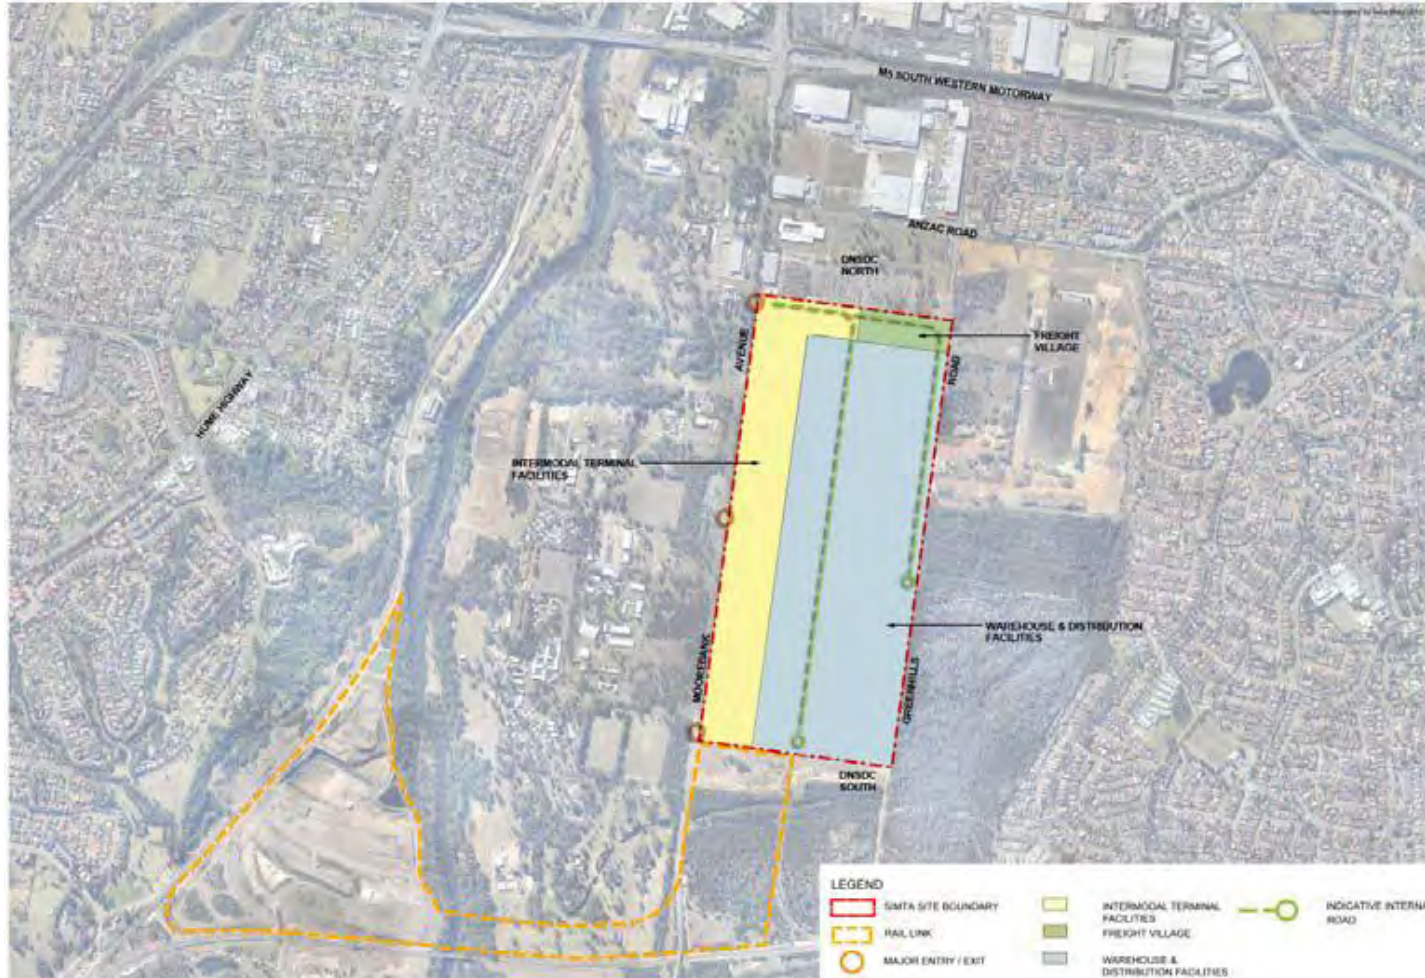 M5 SOUTH WESTERN MOTORWAY
ANZAC ROAD
DNSDC
NORTH
AVENUE
FREIGHT
VILLAGE
ROAD
HUME HIGHWAY
INTERMODAL TERMINAL
FACILITIES
WAREHOUSE & DISTRIBUTION
FACILITIES
MOOREBANK
GREENHILLS
DNSDC
SOUTH
LEGEND
SIMTA SITE BOUNDARY
RAIL LINK
MAJOR ENTRY / EXIT
INTERMODAL TERMINAL
FACILITIES
FREIGHT VILLAGE
WAREHOUSE &
DISTRIBUTION FACILITIES
INDICATIVE INTERNA
ROAD